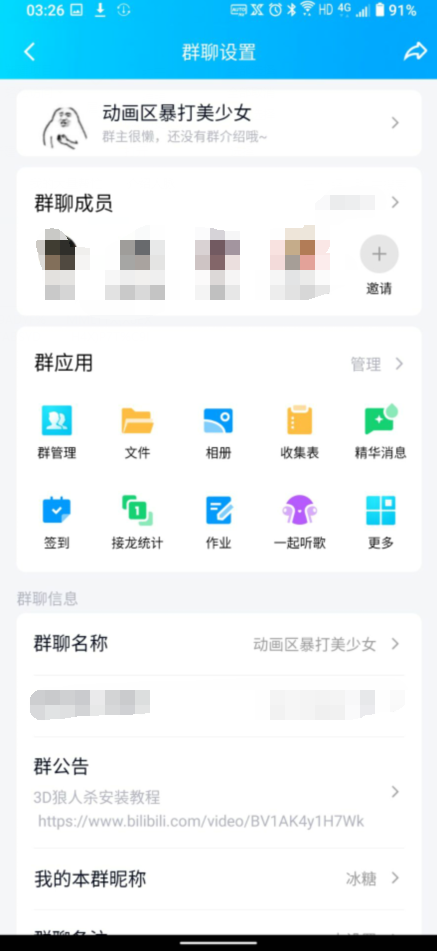 03:26 HD 4G 91%
群聊设置
动画区暴打美少女
群主很懒，还没有群介绍哦~
群聊成员
邀请
群应用 管理
群管理 文件 相册 收集表 精华消息
签到 接龙统计 作业 一起听歌 更多
群聊信息
群聊名称 动画区暴打美少女
群公告
3D狼人杀安装教程
https://www.bilibili.com/video/BV1AK4y1H7Wk
我的本群昵称 冰糖